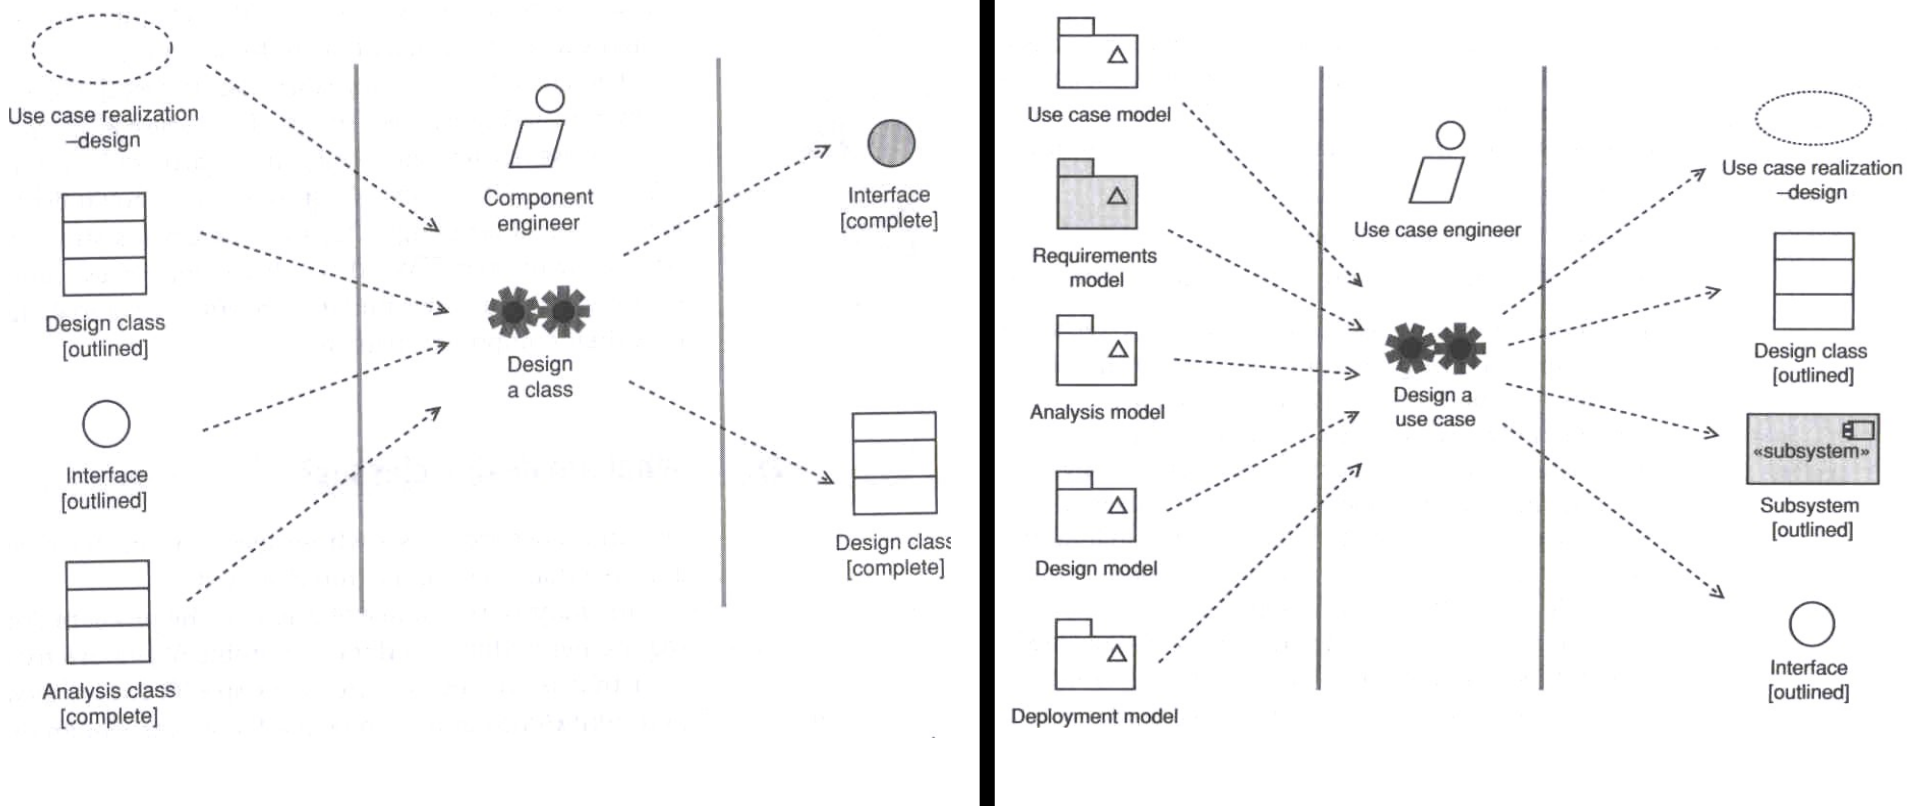 Use case realization
–design
Design class
[outlined]
Interface
[outlined]
Analysis class
[complete]
Component
engineer
Design
a class
Interface
[complete]
Design class
[complete]
Use case model
Requirements
model
Analysis model
Design model
Deployment model
Use case engineer
Design a
use case
Use case realization
–design
Design class
[outlined]
«subsystem»
Subsystem
[outlined]
Interface
[outlined]